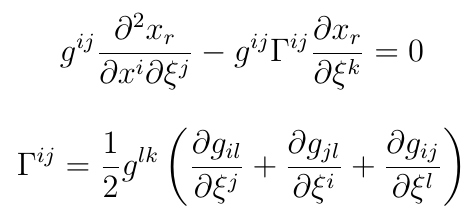 g^{ij} \frac{\partial^2 x_r}{\partial x^i \partial \xi^j} - g^{ij} \Gamma^{ij} \frac{\partial x_r}{\partial \xi^k} = 0
\Gamma^{ij} = \frac{1}{2} g^{lk} \left( \frac{\partial g_{il}}{\partial \xi^j} + \frac{\partial g_{jl}}{\partial \xi^i} + \frac{\partial g_{ij}}{\partial \xi^l} \right)